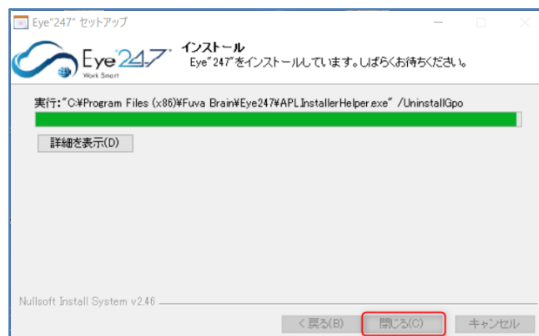 Eye"247" セットアップ
Eye"247"
Work Smart
インストール
Eye"247"をインストールしています。しばらくお待ちください。
実行:"C:¥Program Files (x86)¥Fuva Brain¥Eye247¥APLInstallerHelper.exe" /UninstallGpo
詳細を表示(D)
Nullsoft Install System v2.46
< 戻る(B)
閉じる(C)
キャンセル